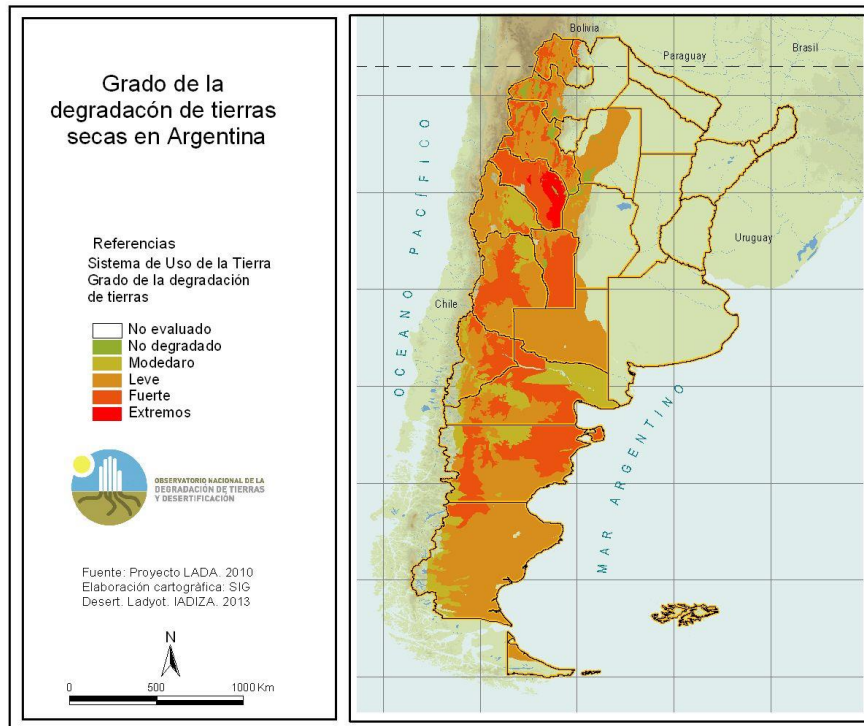 Grado de la
degradacón de tierras
secas en Argentina
Referencias
Sistema de Uso de la Tierra
Grado de la degradación
de tierras
No evaluado
No degradado
Modedaro
Leve
Fuerte
Extremos
OBSERVATORIO NACIONAL DE LA
DEGRADACIÓN DE TIERRAS
Y DESERTIFICACIÓN
Fuente: Proyecto LADA. 2010
Elaboración cartográfica: SIG
Desert. Ladyot. IADIZA. 2013
N
0 500 1000 Km
Bolivia
Paraguay
Brasil
OCEANO PACÍFICO
Uruguay
Chile
MAR ARGENTINO